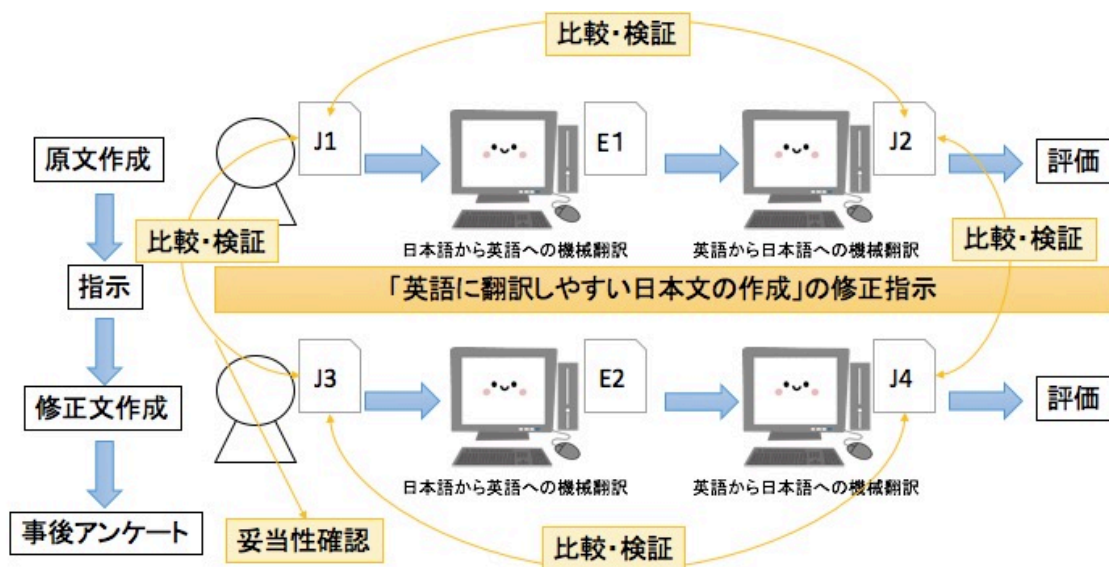 比較・検証
J1
E1
J2
原文作成
評価
比較・検証
日本語から英語への機械翻訳
英語から日本語への機械翻訳
比較・検証
指示
「英語に翻訳しやすい日本文の作成」の修正指示
J3
E2
J4
修正文作成
評価
日本語から英語への機械翻訳
英語から日本語への機械翻訳
事後アンケート
妥当性確認
比較・検証